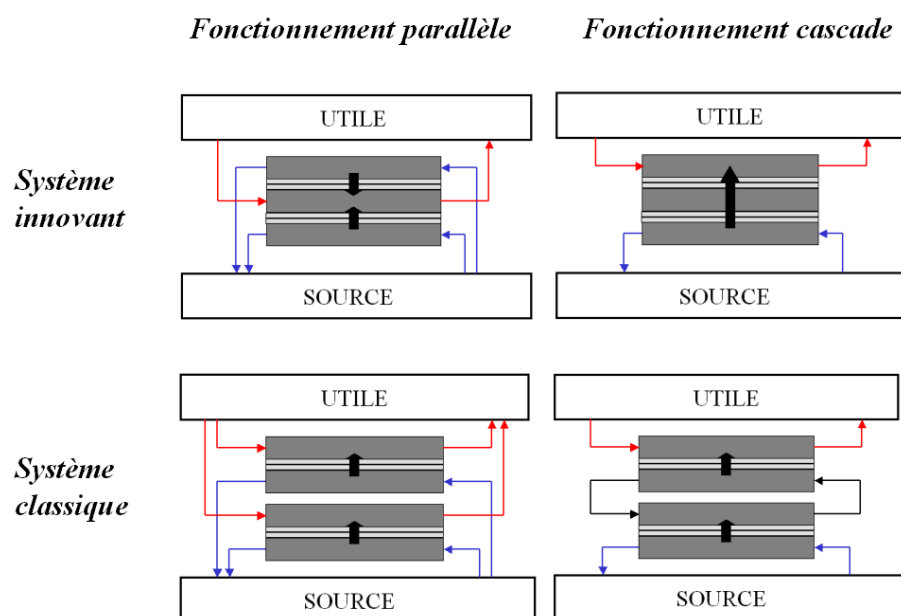 Fonctionnement parallèle
Fonctionnement cascade
Système
innovant
UTILE
UTILE
SOURCE
SOURCE
Système
classique
UTILE
UTILE
SOURCE
SOURCE